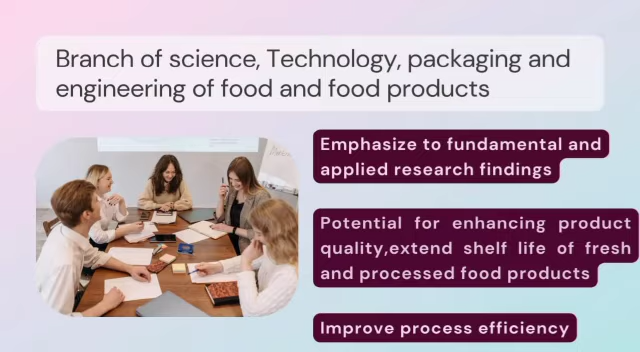 Branch of science, Technology, packaging and
engineering of food and food products
Emphasize to fundamental and
applied research findings
Potential for enhancing product
quality,extend shelf life of fresh
and processed food products
Improve process efficiency